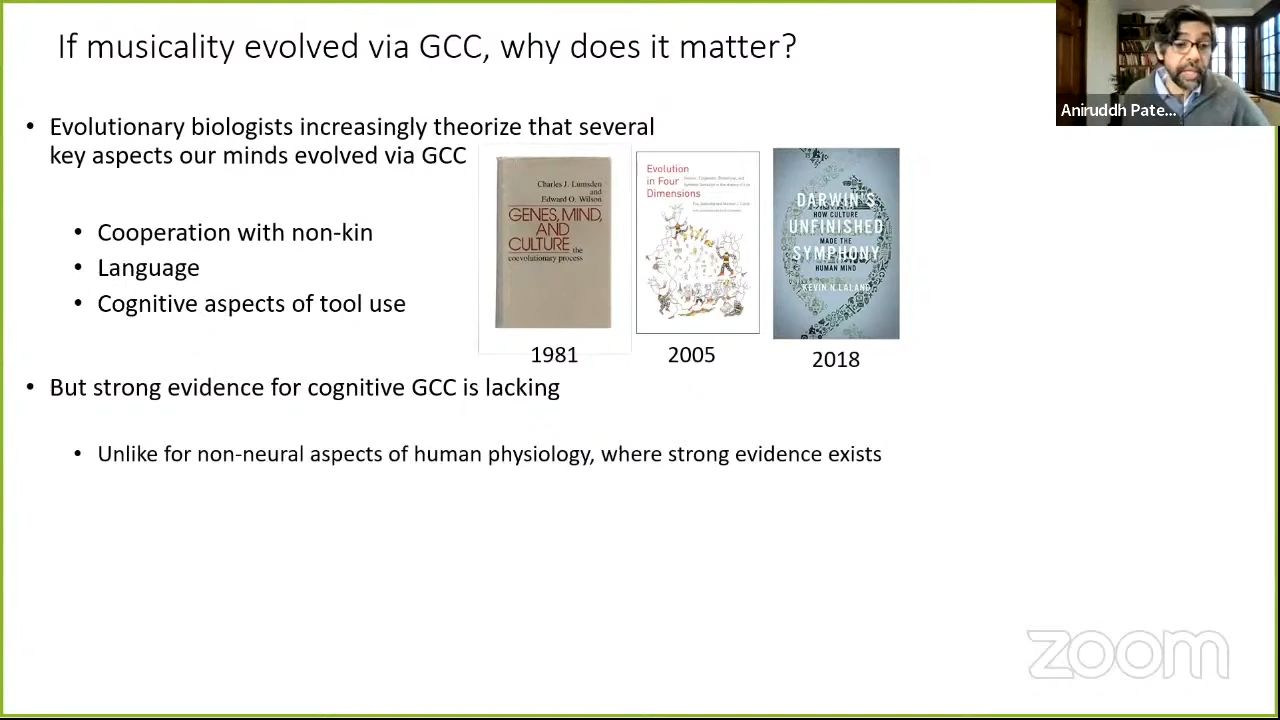 If musicality evolved via GCC, why does it matter?
Aniruddh Pate...
• Evolutionary biologists increasingly theorize that several
key aspects our minds evolved via GCC
• Cooperation with non-kin
• Language
• Cognitive aspects of tool use
Charles J. Lumsden
and
Edward O. Wilson
GENES, MIND,
AND
CULTURE the
coevolutionary process
Evolution
in Four
Dimensions
DARWIN'S
HOW CULTURE
UNFINISHED
MADE THE
SYMPHONY
HUMAN MIND
KEVIN N. LALAND
1981
2005
2018
• But strong evidence for cognitive GCC is lacking
• Unlike for non-neural aspects of human physiology, where strong evidence exists
zoom